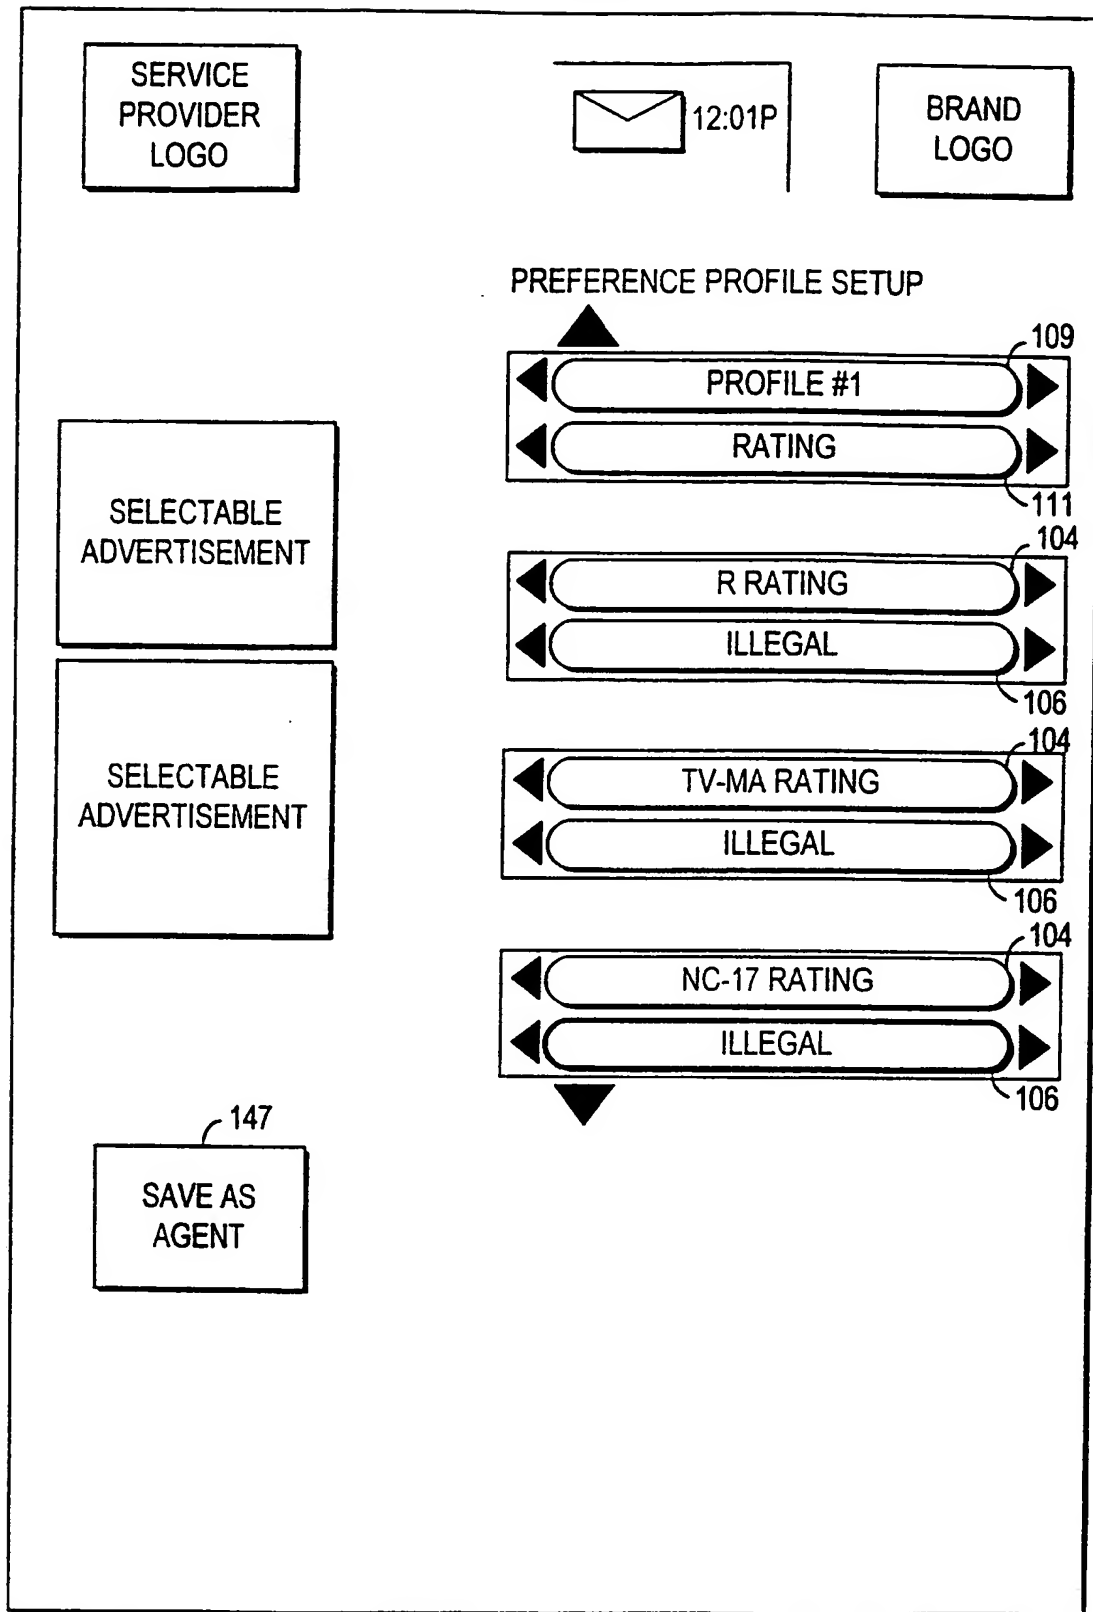 SERVICE
PROVIDER
LOGO
12:01P
BRAND
LOGO
PREFERENCE PROFILE SETUP
109
PROFILE #1
RATING
111
SELECTABLE
ADVERTISEMENT
104
R RATING
ILLEGAL
106
SELECTABLE
ADVERTISEMENT
104
TV-MA RATING
ILLEGAL
106
104
NC-17 RATING
ILLEGAL
106
147
SAVE AS
AGENT